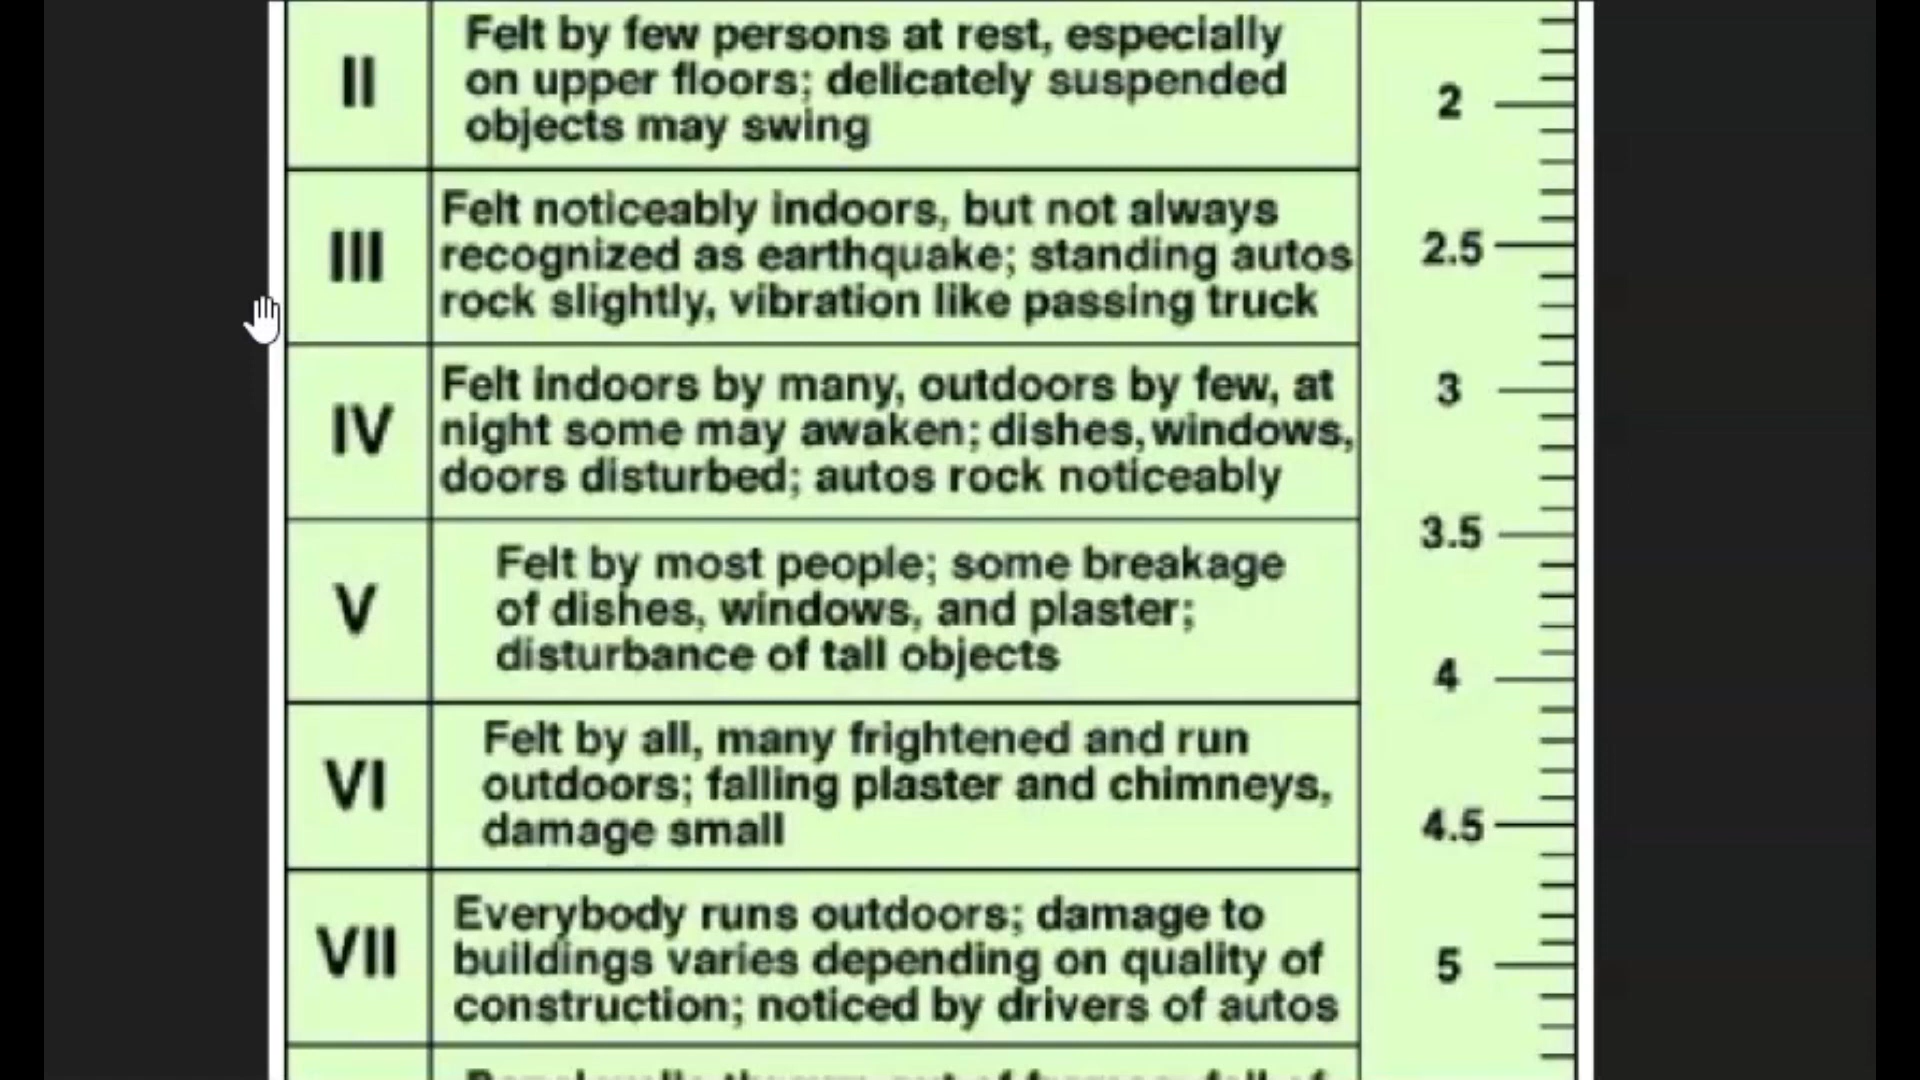 II
Felt by few persons at rest, especially
on upper floors; delicately suspended
objects may swing
2
III
Felt noticeably indoors, but not always
recognized as earthquake; standing autos
rock slightly, vibration like passing truck
2.5
IV
Felt indoors by many, outdoors by few, at
night some may awaken; dishes, windows,
doors disturbed; autos rock noticeably
3
3.5
V
Felt by most people; some breakage
of dishes, windows, and plaster;
disturbance of tall objects
4
VI
Felt by all, many frightened and run
outdoors; falling plaster and chimneys,
damage small
4.5
VII
Everybody runs outdoors; damage to
buildings varies depending on quality of
construction; noticed by drivers of autos
5